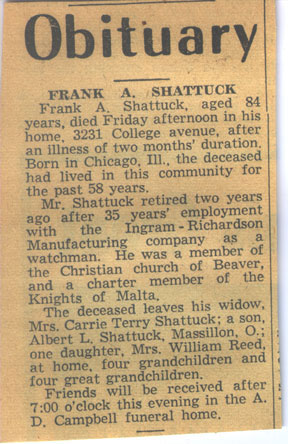 Obituary
FRANK A. SHATTUCK
Frank A. Shattuck, aged 84
years, died Friday afternoon in his
home, 3231 College avenue, after
an illness of two months' duration.
Born in Chicago, Ill., the deceased
had lived in this community for
the past 58 years.
Mr. Shattuck retired two years
ago after 35 years' employment
with the Ingram-Richardson
Manufacturing company as a
watchman. He was a member of
the Christian church of Beaver,
and a charter member of the
Knights of Malta.
The deceased leaves his widow,
Mrs. Carrie Terry Shattuck; a son,
Albert L. Shattuck, Massillon, O.;
one daughter, Mrs. William Reed,
at home, four grandchildren and
four great grandchildren.
Friends will be received after
7:00 o'clock this evening in the A.
D. Campbell funeral home.